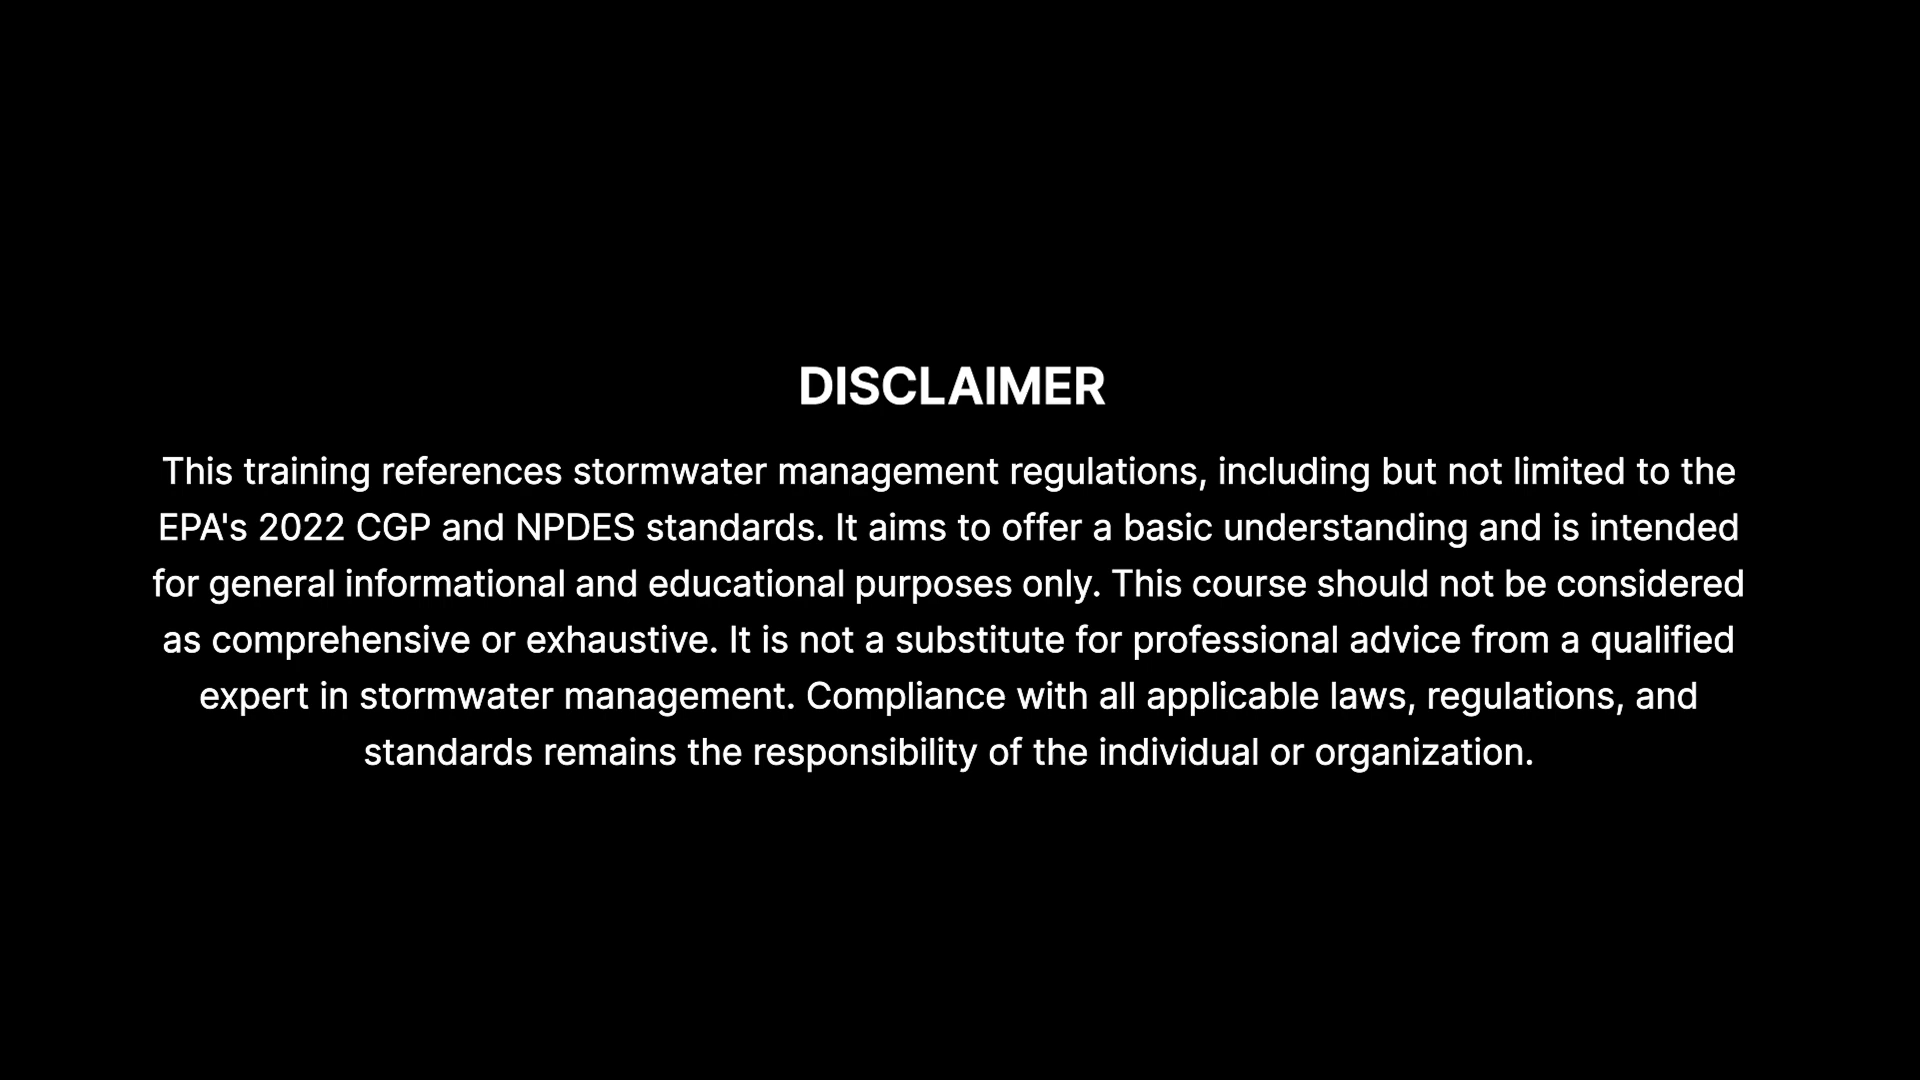 DISCLAIMER
This training references stormwater management regulations, including but not limited to the
EPA's 2022 CGP and NPDES standards. It aims to offer a basic understanding and is intended
for general informational and educational purposes only. This course should not be considered
as comprehensive or exhaustive. It is not a substitute for professional advice from a qualified
expert in stormwater management. Compliance with all applicable laws, regulations, and
standards remains the responsibility of the individual or organization.